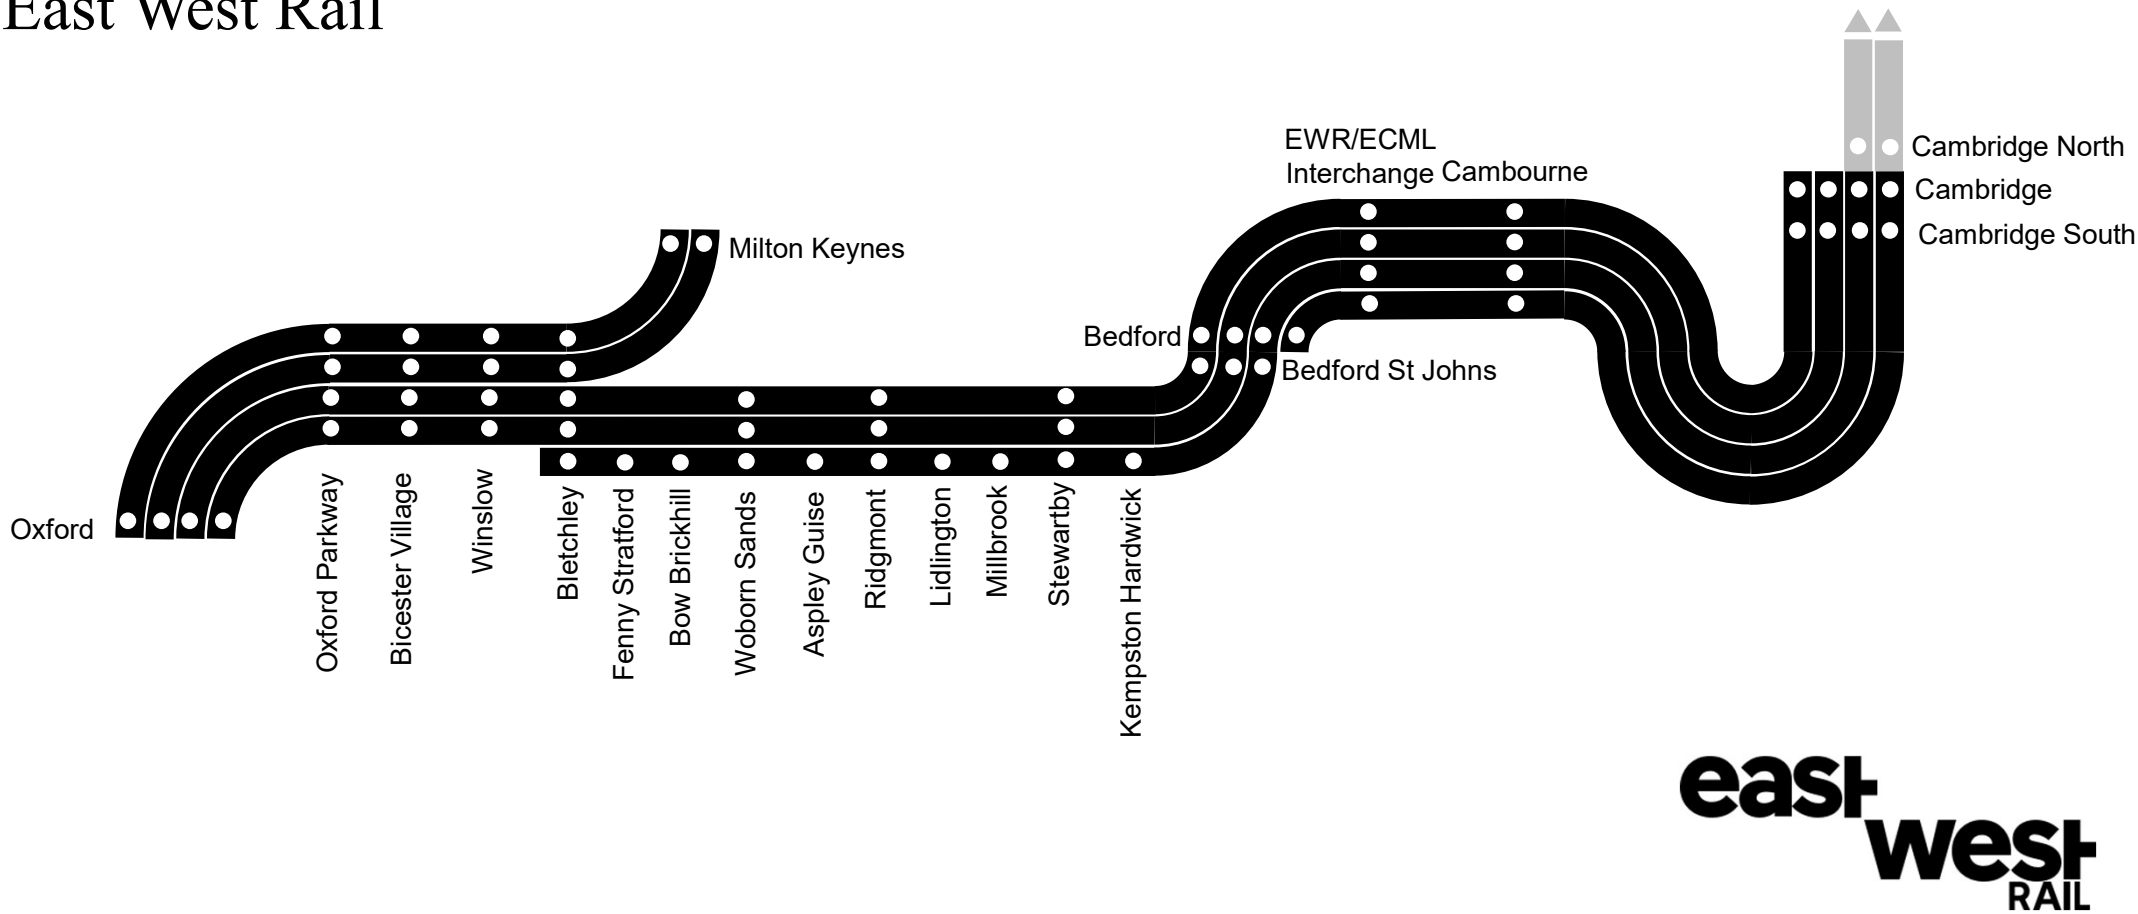 East West Rail
EWR/ECML
Interchange
Cambourne
Cambridge North
Cambridge
Cambridge South
Milton Keynes
Bedford
Bedford St Johns
Oxford
Oxford Parkway
Bicester Village
Winslow
Bletchley
Fenny Stratford
Bow Brickhill
Woborn Sands
Aspley Guise
Ridgmont
Lidlington
Millbrook
Stewartby
Kempston Hardwick
east
west
RAIL